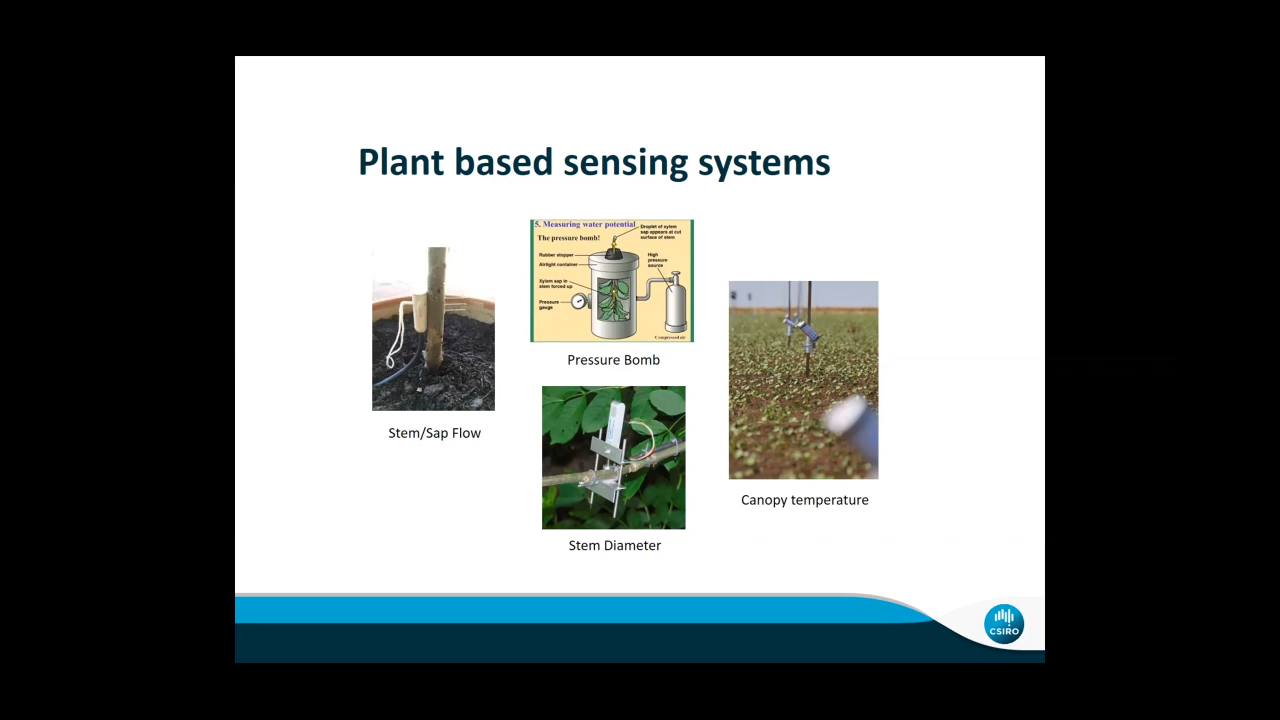 Plant based sensing systems
5. Measuring water potential
The pressure bomb!
Droplet of xylem
sap appears at cut
surface of stem
Rubber stopper
Airtight container
High
pressure
source
Xylem sap in
stem forced up
Pressure
gauge
Compressed air
Pressure Bomb
Stem/Sap Flow
Canopy temperature
Stem Diameter
CSIRO